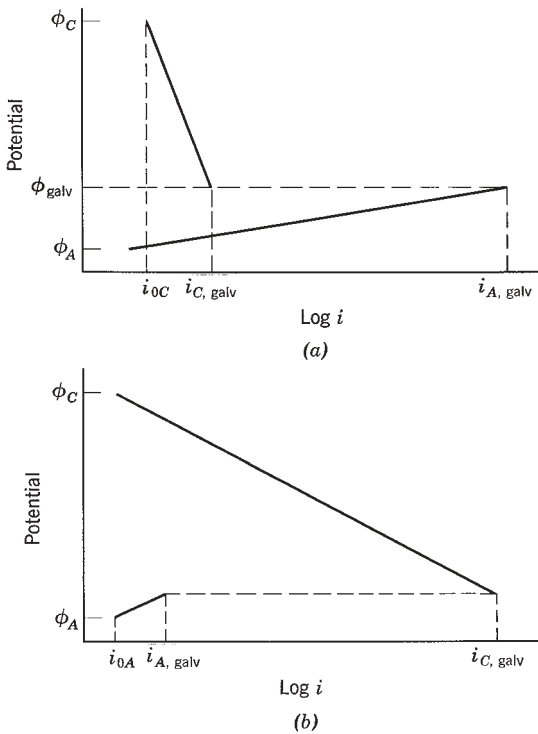 ϕC
Potential
ϕgalv
ϕA
i0C
iC, galv
iA, galv
Log i
(a)
ϕC
Potential
ϕA
i0A
iA, galv
iC, galv
Log i
(b)